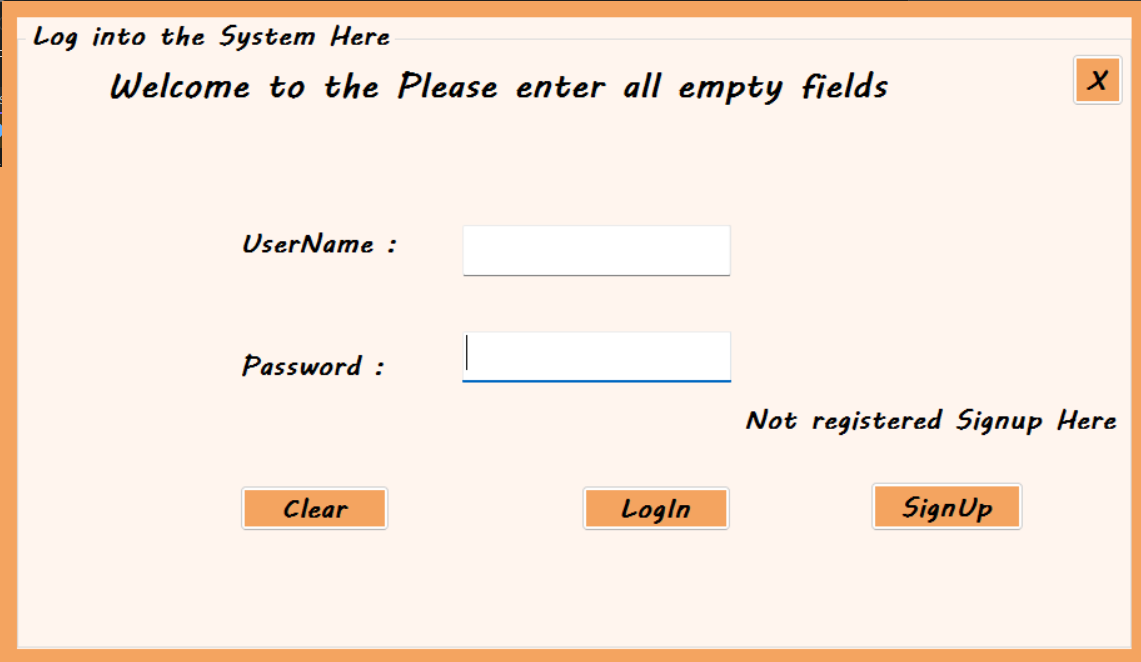 Log into the System Here
Welcome to the Please enter all empty fields
X
UserName :
Password :
Not registered Signup Here
Clear
LogIn
SignUp